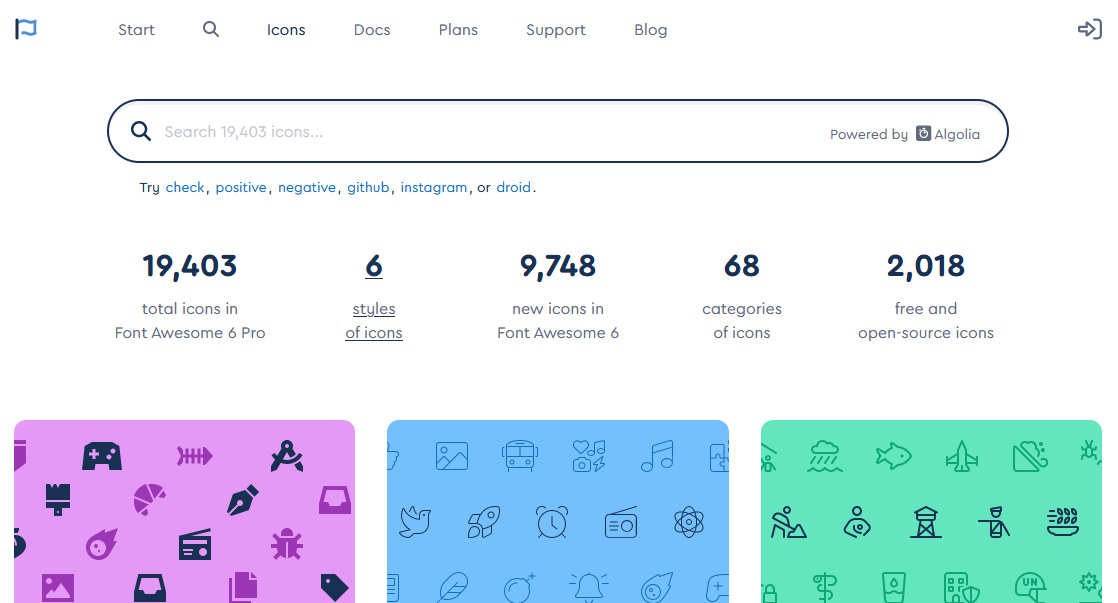 Start Icons Docs Plans Support Blog
Search 19,403 icons...
Powered by Algolia
Try check, positive, negative, github, instagram, or droid.
19,403
total icons in
Font Awesome 6 Pro
6
styles
of icons
9,748
new icons in
Font Awesome 6
68
categories
of icons
2,018
free and
open-source icons
UN